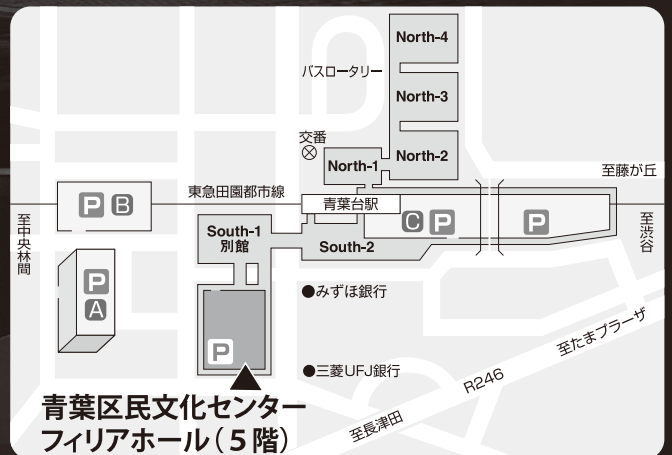 North-4
バスロータリー
North-3
交番
North-2
North-1
至藤が丘
東急田園都市線
P B
青葉台駅
C P
P
至中央林間
至渋谷
South-1
別館
South-2
P
A
●みずほ銀行
至たまプラーザ
P
●三菱UFJ銀行
R246
至長津田
青葉区民文化センター
フィリアホール(5階)